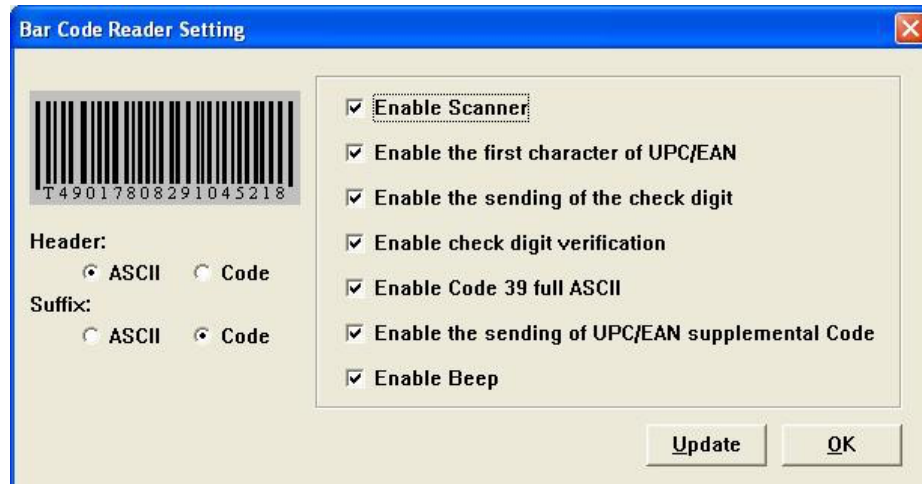 Bar Code Reader Setting
T4901780829104521 8
Header:
ASCII Code
Suffix:
ASCII Code
Enable Scanner
Enable the first character of UPC/EAN
Enable the sending of the check digit
Enable check digit verification
Enable Code 39 full ASCII
Enable the sending of UPC/EAN supplemental Code
Enable Beep
Update OK